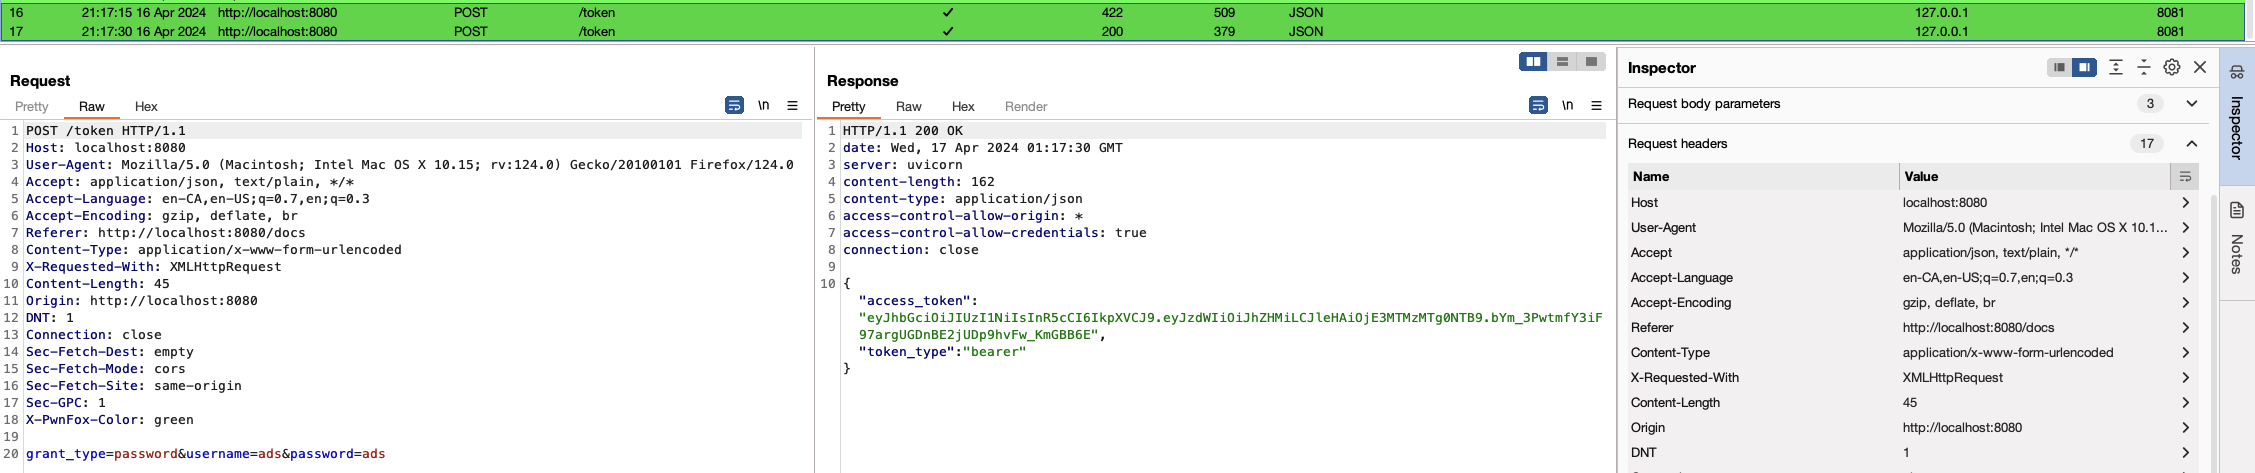 16 21:17:15 16 Apr 2024 http://localhost:8080 POST /token ✓ 422 509 JSON 127.0.0.1 8081
17 21:17:30 16 Apr 2024 http://localhost:8080 POST /token ✓ 200 379 JSON 127.0.0.1 8081
Request
Pretty Raw Hex \n
1 POST /token HTTP/1.1
2 Host: localhost:8080
3 User-Agent: Mozilla/5.0 (Macintosh; Intel Mac OS X 10.15; rv:124.0) Gecko/20100101 Firefox/124.0
4 Accept: application/json, text/plain, */*
5 Accept-Language: en-CA,en-US;q=0.7,en;q=0.3
6 Accept-Encoding: gzip, deflate, br
7 Referer: http://localhost:8080/docs
8 Content-Type: application/x-www-form-urlencoded
9 X-Requested-With: XMLHttpRequest
10 Content-Length: 45
11 Origin: http://localhost:8080
12 DNT: 1
13 Connection: close
14 Sec-Fetch-Dest: empty
15 Sec-Fetch-Mode: cors
16 Sec-Fetch-Site: same-origin
17 Sec-GPC: 1
18 X-PwnFox-Color: green
19
20 grant_type=password&username=ads&password=ads
Response
Pretty Raw Hex Render \n
1 HTTP/1.1 200 OK
2 date: Wed, 17 Apr 2024 01:17:30 GMT
3 server: uvicorn
4 content-length: 162
5 content-type: application/json
6 access-control-allow-origin: *
7 access-control-allow-credentials: true
8 connection: close
9
10 {
"access_token":
"eyJhbGciOiJIUzI1NiIsInR5cCI6IkpXVCJ9.eyJzdWIiOiJhZHMiLCJleHAiOjE3MTMzMTg0NTB9.bYm_3PwtmfY3iF
97argUGDnBE2jUDp9hvFw_KmGBB6E",
"token_type":"bearer"
}
Inspector
Request body parameters 3
Request headers 17
Name Value
Host localhost:8080
User-Agent Mozilla/5.0 (Macintosh; Intel Mac OS X 10.1...
Accept application/json, text/plain, */*
Accept-Language en-CA,en-US;q=0.7,en;q=0.3
Accept-Encoding gzip, deflate, br
Referer http://localhost:8080/docs
Content-Type application/x-www-form-urlencoded
X-Requested-With XMLHttpRequest
Content-Length 45
Origin http://localhost:8080
DNT 1
Inspector
Notes